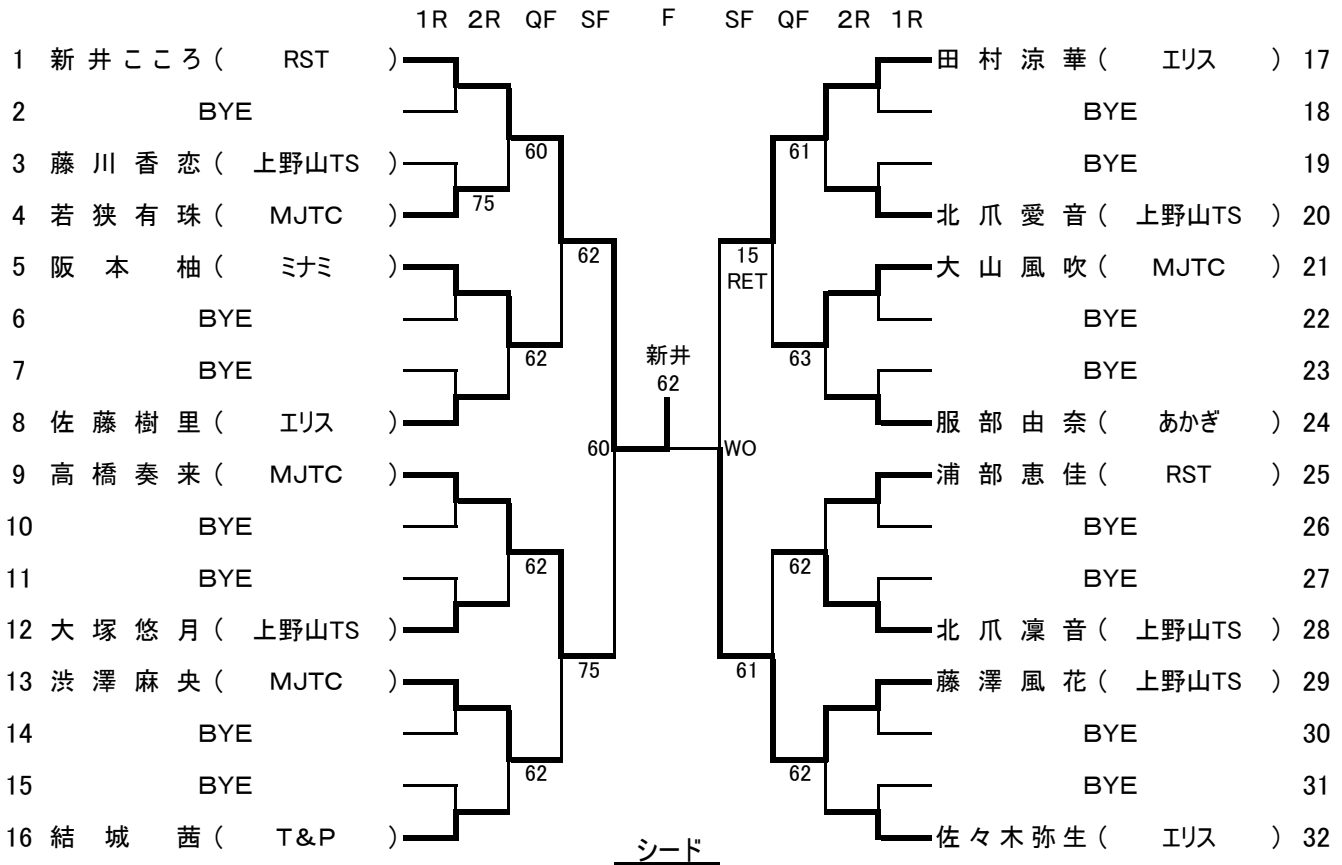 1R 2R QF SF F SF QF 2R 1R
1 新井こころ( RST ) 田村涼華( エリス ) 17
2 BYE BYE 18
60 61
3 藤川香恋( 上野山TS ) BYE 19
75
4 若狭有珠( MJTC ) 北爪愛音( 上野山TS ) 20
62 15
5 阪本柚( ミナミ ) 大山風吹( MJTC ) 21
RET
6 BYE BYE 22
62 新井 63
7 BYE BYE 23
62
8 佐藤樹里( エリス ) 服部由奈( あかぎ ) 24
60 WO
9 高橋奏来( MJTC ) 浦部恵佳( RST ) 25
10 BYE BYE 26
62 62
11 BYE BYE 27
12 大塚悠月( 上野山TS ) 北爪凜音( 上野山TS ) 28
75 61
13 渋澤麻央( MJTC ) 藤澤風花( 上野山TS ) 29
14 BYE BYE 30
62 62
15 BYE BYE 31
16 結城茜( T&P ) 佐々木弥生( エリス ) 32
シード